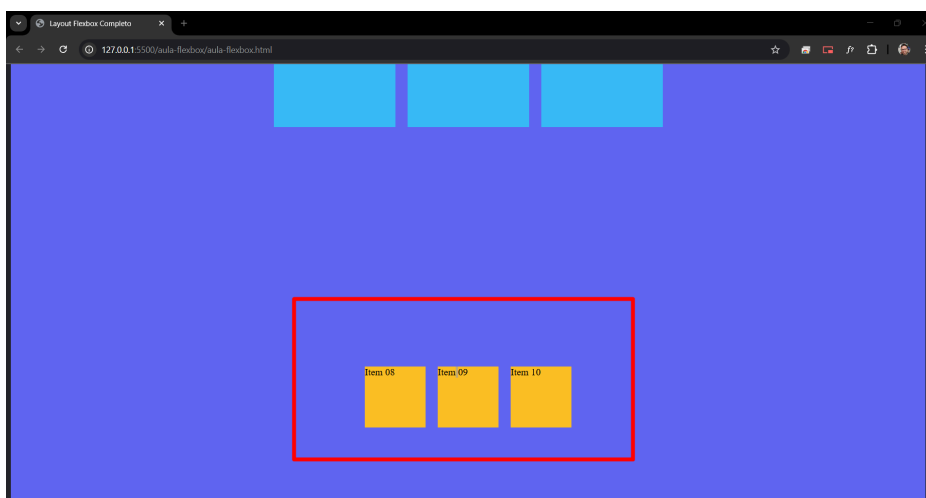 Layout Flexbox Completo
127.0.0.1:5500/aula-flexbox/aula-flexbox.html
f?
Item 08
Item 09
Item 10